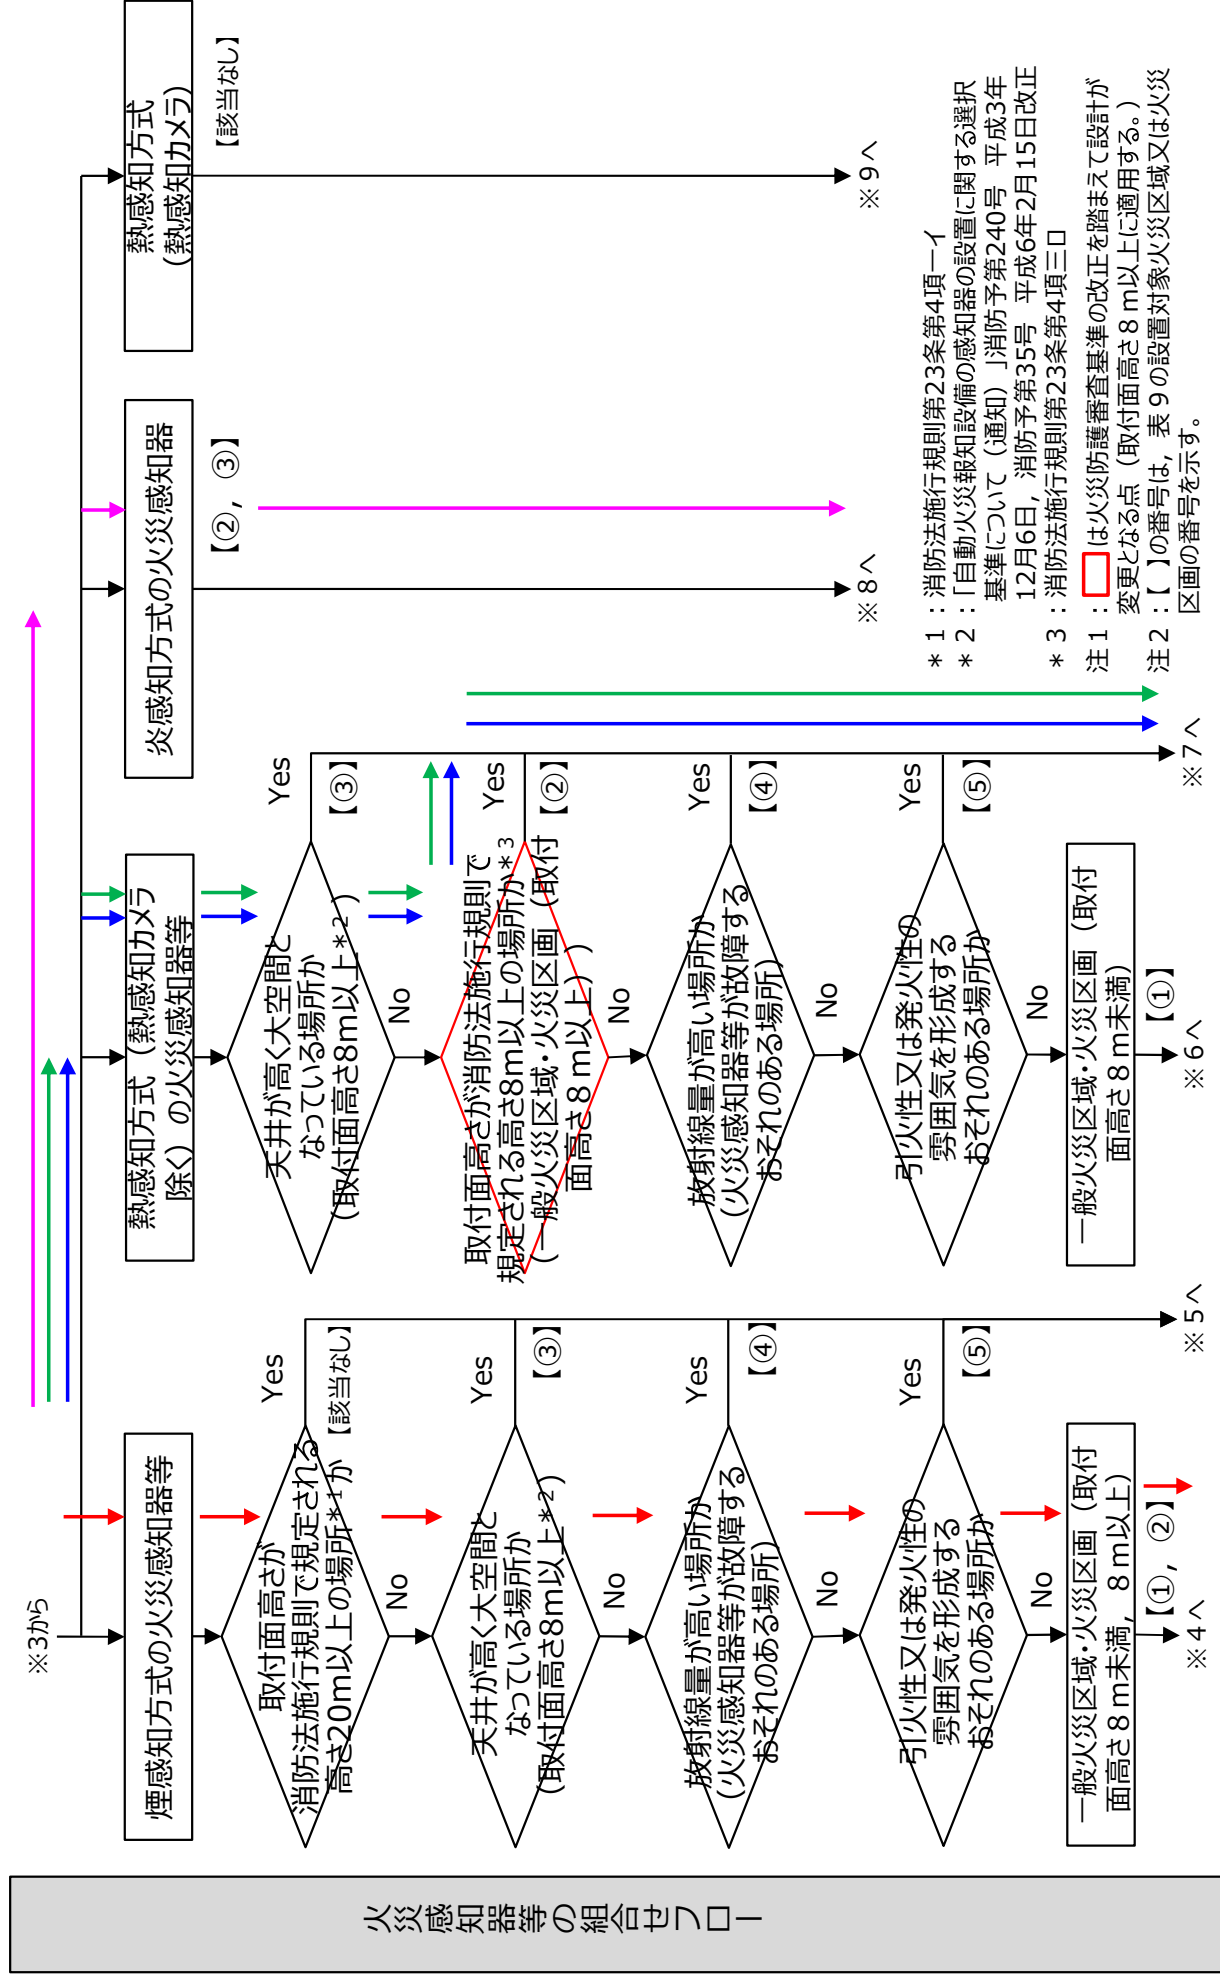 火災感知器等の組合せフロー
※3から
煙感知方式の火災感知器等
取付面高さが
消防法施行規則で規定される
高さ20m以上の場所*1か
Yes
【該当なし】
No
天井が高く大空間と
なっている場所か
(取付面高さ8m以上*2)
Yes
【③】
No
放射線量が高い場所か
(火災感知器等が故障する
おそれのある場所)
Yes
【④】
No
引火性又は発火性の
雰囲気を形成する
おそれのある場所か
Yes
【⑤】
No
一般火災区域・火災区画（取付
面高さ８ｍ未満，８ｍ以上）
【①，②】
※４へ
※５へ
熱感知方式（熱感知カメラ
除く）の火災感知器等
天井が高く大空間と
なっている場所か
(取付面高さ8m以上*2)
Yes
【③】
No
取付面高さが消防法施行規則で
規定される高さ8m以上の場所か*3
(一般火災区域・火災区画（取付
面高さ８ｍ以上）)
Yes
【②】
No
放射線量が高い場所か
(火災感知器等が故障する
おそれのある場所)
Yes
【④】
No
引火性又は発火性の
雰囲気を形成する
おそれのある場所か
Yes
【⑤】
No
一般火災区域・火災区画（取付
面高さ８ｍ未満）
【①】
※６へ
※７へ
炎感知方式の火災感知器
【②，③】
※８へ
熱感知方式
(熱感知カメラ)
【該当なし】
※９へ
＊１：消防法施行規則第23条第4項一イ
＊２：「自動火災報知設備の感知器の設置に関する選択
基準について（通知）」消防予第240号　平成3年
12月6日，消防予第35号　平成6年2月15日改正
＊３：消防法施行規則第23条第4項三ロ
注１：　は火災防護審査基準の改正を踏まえて設計が
変更となる点（取付面高さ８ｍ以上に適用する。）
注２：【　】の番号は，表９の設置対象火災区域又は火災
区画の番号を示す。